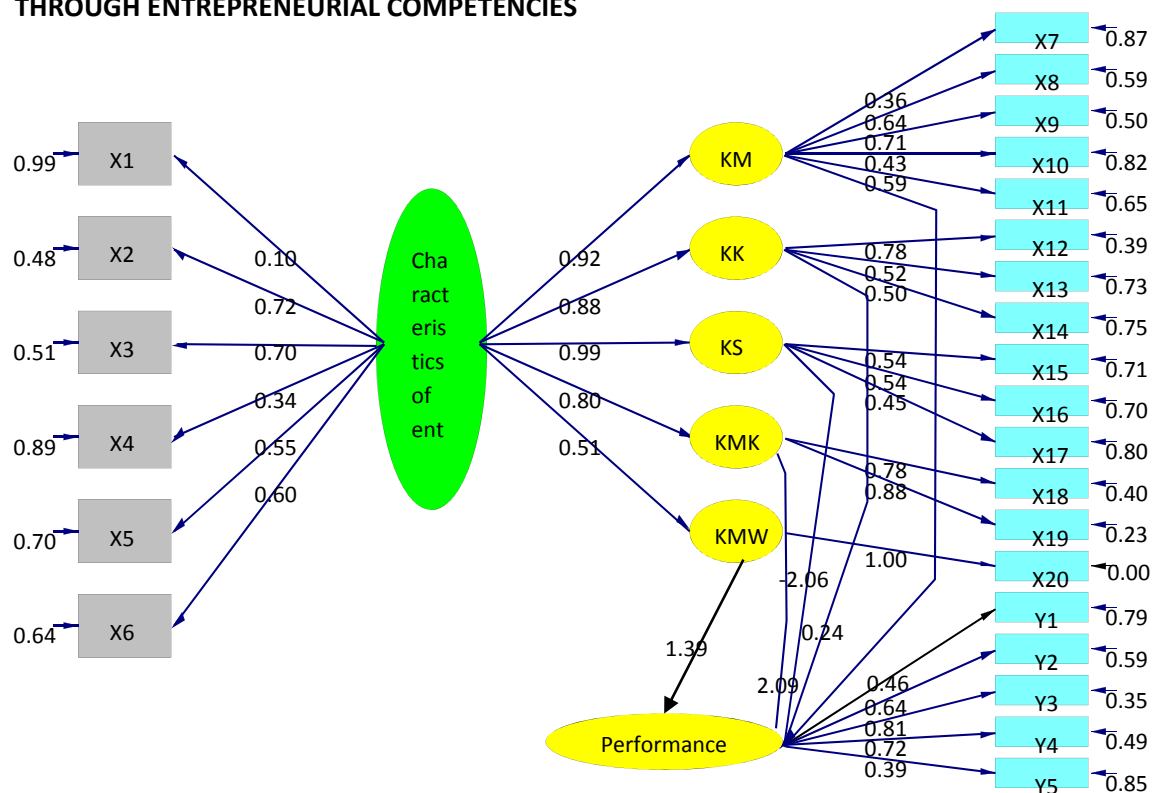 THROUGH ENTREPRENEURIAL COMPETENCIES
0.99
X1
0.48
X2
0.51
X3
0.89
X4
0.70
X5
0.64
X6
0.10
0.72
0.70
0.34
0.55
0.60
Cha
ract
eris
tics
of
ent
0.92
0.88
0.99
0.80
0.51
KM
KK
KS
KMK
KMW
Performance
1.39
-2.06
0.24
2.09
0.36
0.64
0.71
0.43
0.59
0.78
0.52
0.50
0.54
0.54
0.45
0.78
0.88
1.00
0.46
0.64
0.81
0.72
0.39
X7
0.87
X8
0.59
X9
0.50
X10
0.82
X11
0.65
X12
0.39
X13
0.73
X14
0.75
X15
0.71
X16
0.70
X17
0.80
X18
0.40
X19
0.23
X20
0.00
Y1
0.79
Y2
0.59
Y3
0.35
Y4
0.49
Y5
0.85